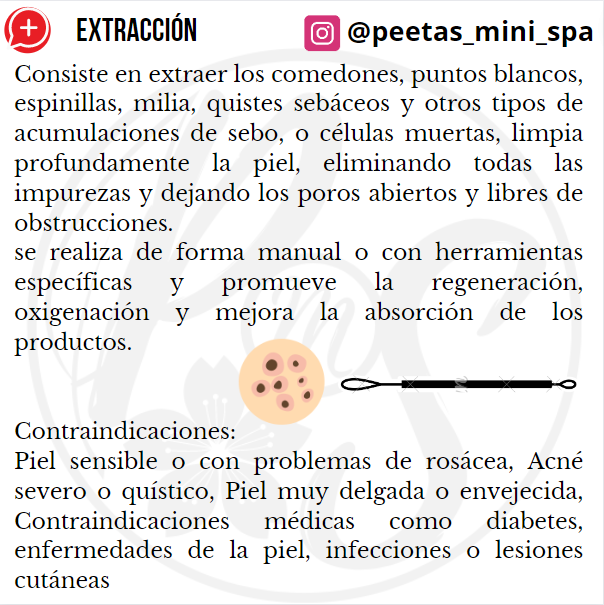 EXTRACCIÓN
@peetas_mini_spa
Consiste en extraer los comedones, puntos blancos,
espinillas, milia, quistes sebáceos y otros tipos de
acumulaciones de sebo, o células muertas, limpia
profundamente la piel, eliminando todas las
impurezas y dejando los poros abiertos y libres de
obstrucciones.
se realiza de forma manual o con herramientas
específicas y promueve la regeneración,
oxigenación y mejora la absorción de los
productos.
Contraindicaciones:
Piel sensible o con problemas de rosácea, Acné
severo o quístico, Piel muy delgada o envejecida,
Contraindicaciones médicas como diabetes,
enfermedades de la piel, infecciones o lesiones
cutáneas